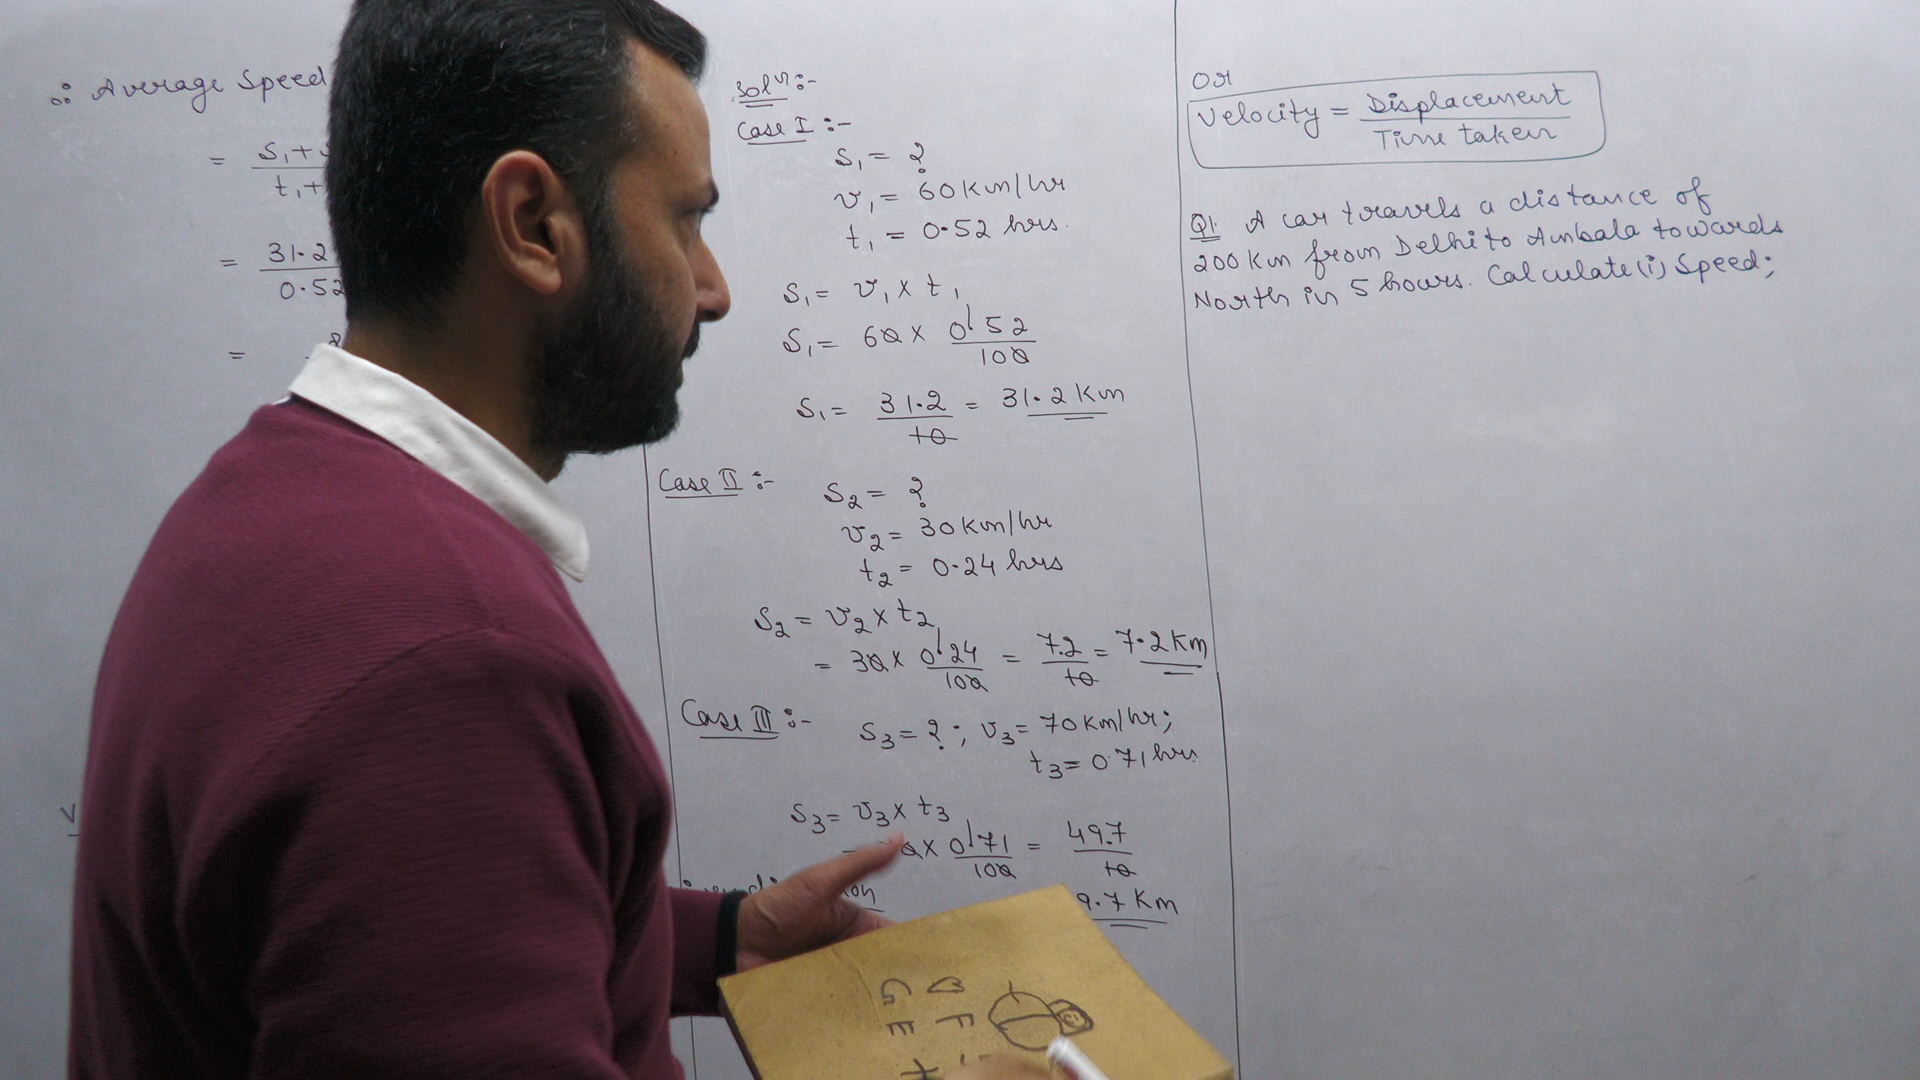 ∴ Average Speed
= S₁+
t₁+
= 31.2
0.52
=
Solⁿ:-
Case I :-
S₁ = ?
v₁ = 60 Km/hr
t₁ = 0.52 hrs.
S₁ = v₁ x t₁
S₁ = 60 x 0.52
100
S₁ = 31.2 = 31.2 Km
10
Case II :-
S₂ = ?
v₂ = 30 Km/hr
t₂ = 0.24 hrs
S₂ = v₂ x t₂
= 30 x 0.24 = 7.2 = 7.2 Km
100 10
Case III :-
S₃ = ? ; v₃ = 70 Km/hr;
t₃ = 0.71 hrs
S₃ = v₃ x t₃
0 x 0.71 = 49.7
100 10
9.7 Km
Or
Velocity = Displacement
Time taken
Q1. A car travels a distance of
200 Km from Delhi to Ambala towards
North in 5 hours. Calculate (i) Speed;
G D
E F